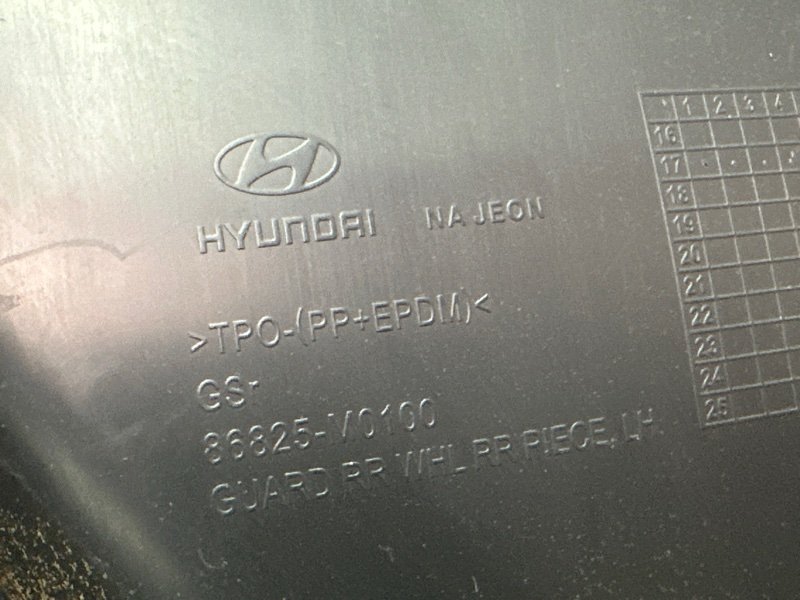 HYUNDAI NA JEON
>TPO-(PP+EPDM)<
GS-
86825-M0100
GUARD RR WHL RR PIECE, LH
1 2 3 4
16
17
18
19
20
21
22
23
24
25